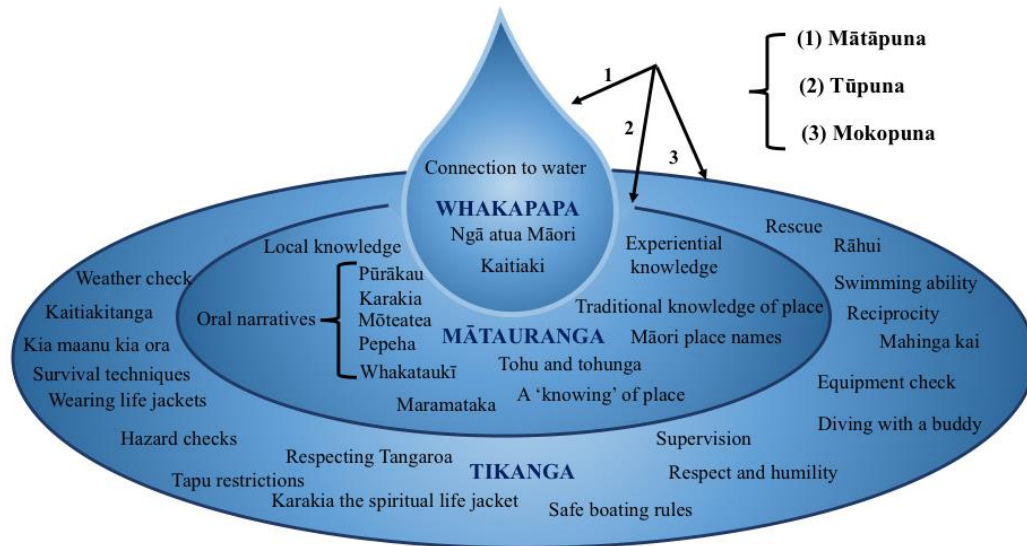 (1) Mātāpuna
(2) Tūpuna
(3) Mokopuna
1
2
3
Connection to water
WHAKAPAPA
Ngā atua Māori
Kaitiaki
Local knowledge
Experiential
knowledge
Oral narratives
Pūrākau
Karakia
Mōteatea
Pepeha
Whakataukī
Traditional knowledge of place
MĀTAURANGA
Māori place names
Tohu and tohunga
A ‘knowing’ of place
Maramataka
Weather check
Kaitiakitanga
Kia maanu kia ora
Survival techniques
Wearing life jackets
Hazard checks
Tapu restrictions
Respecting Tangaroa
TIKANGA
Karakia the spiritual life jacket
Safe boating rules
Supervision
Respect and humility
Rescue
Rāhui
Swimming ability
Reciprocity
Mahinga kai
Equipment check
Diving with a buddy